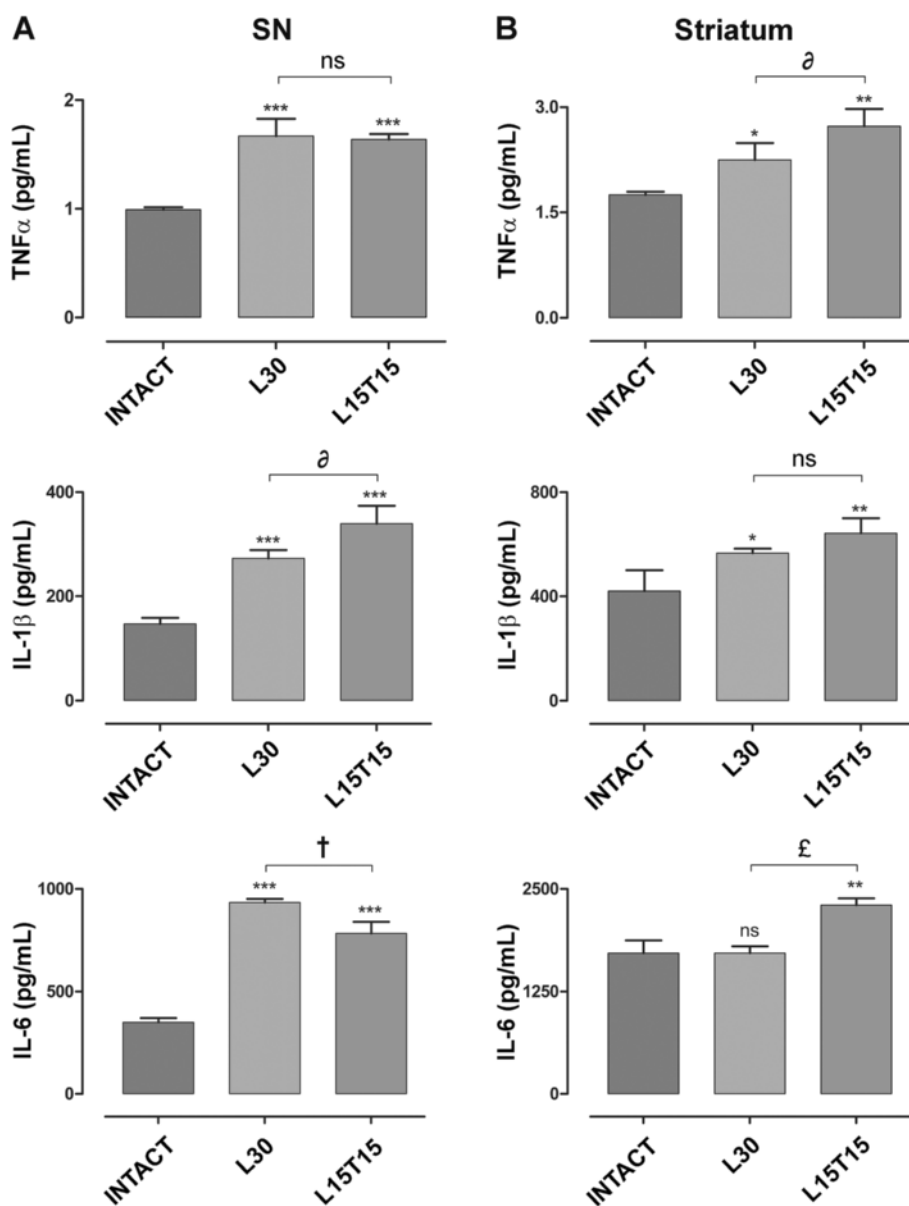 A SN
ns
2
***
***
1
0
TNFα (pg/mL)
INTACT
L30
L15T15
B Striatum
∂
3.0
**
*
1.5
0.0
TNFα (pg/mL)
INTACT
L30
L15T15
∂
400
***
***
200
0
IL-1β (pg/mL)
INTACT
L30
L15T15
ns
800
**
*
400
0
IL-1β (pg/mL)
INTACT
L30
L15T15
†
1000
***
***
500
0
IL-6 (pg/mL)
INTACT
L30
L15T15
£
2500
**
ns
1250
0
IL-6 (pg/mL)
INTACT
L30
L15T15